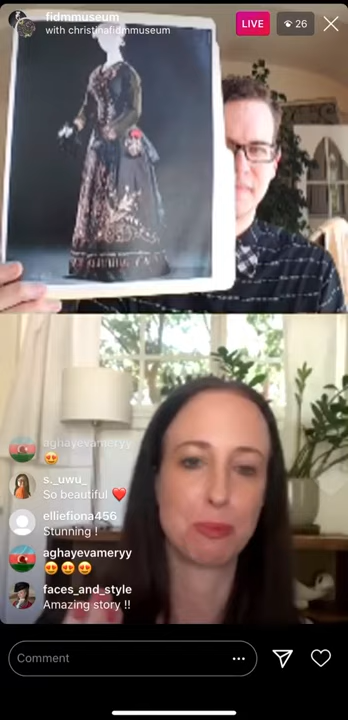 fidmmuseum
with christinafidmmuseum
LIVE
26
aghayevameryy
😍
s._uwu_
So beautiful ❤️
elliefiona456
Stunning !
aghayevameryy
😍😍😍
faces_and_style
Amazing story !!
Comment